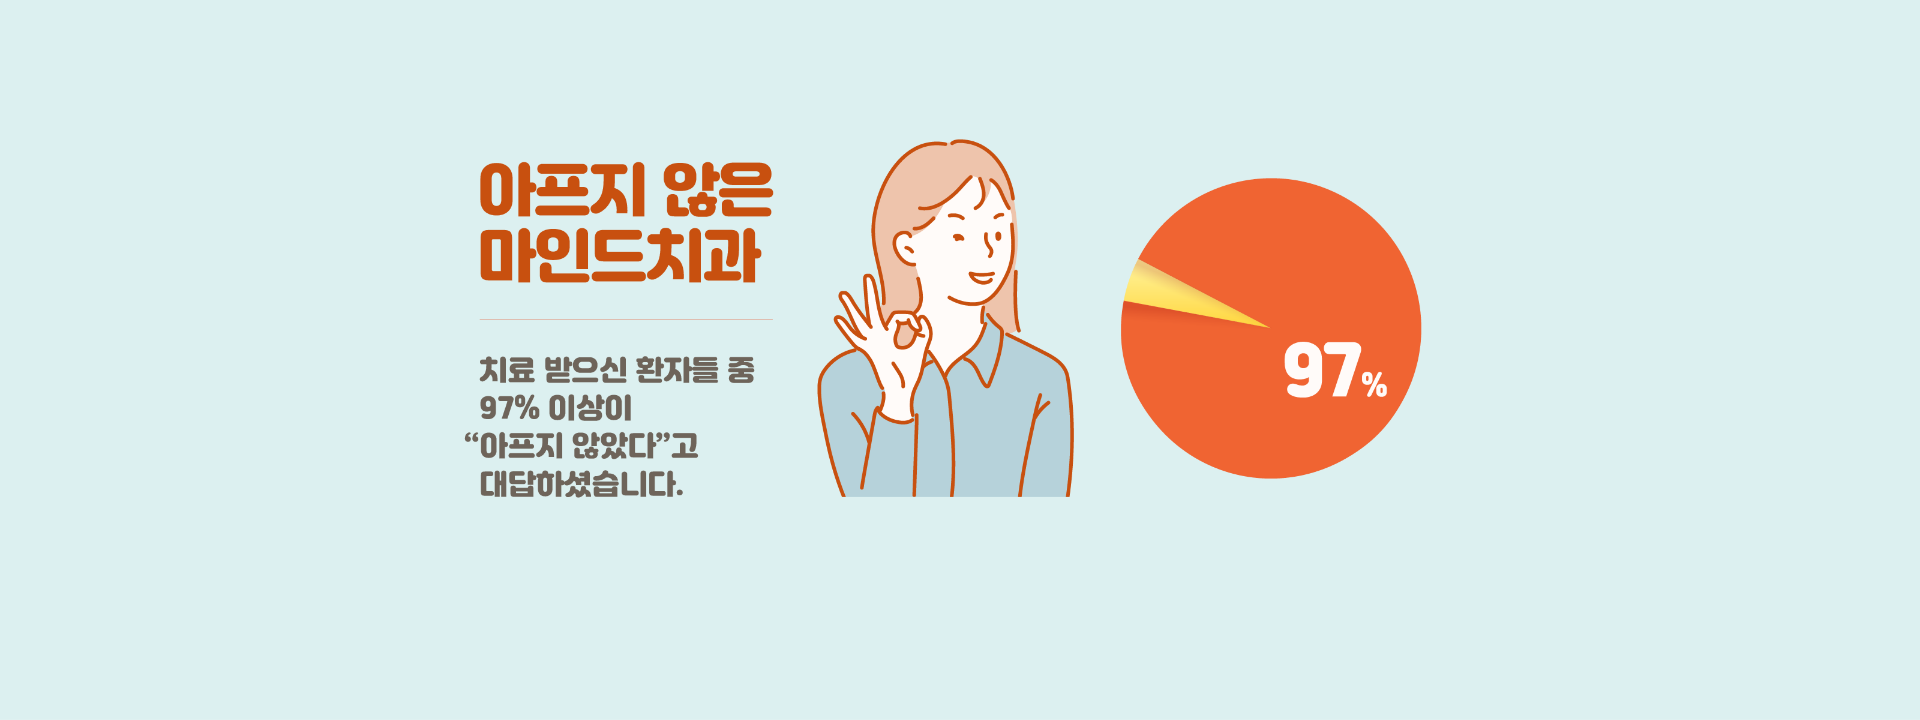 아프지 않은
마인드치과
치료 받으신 환자들 중
97% 이상이
“아프지 않았다”고
대답하셨습니다.
97%